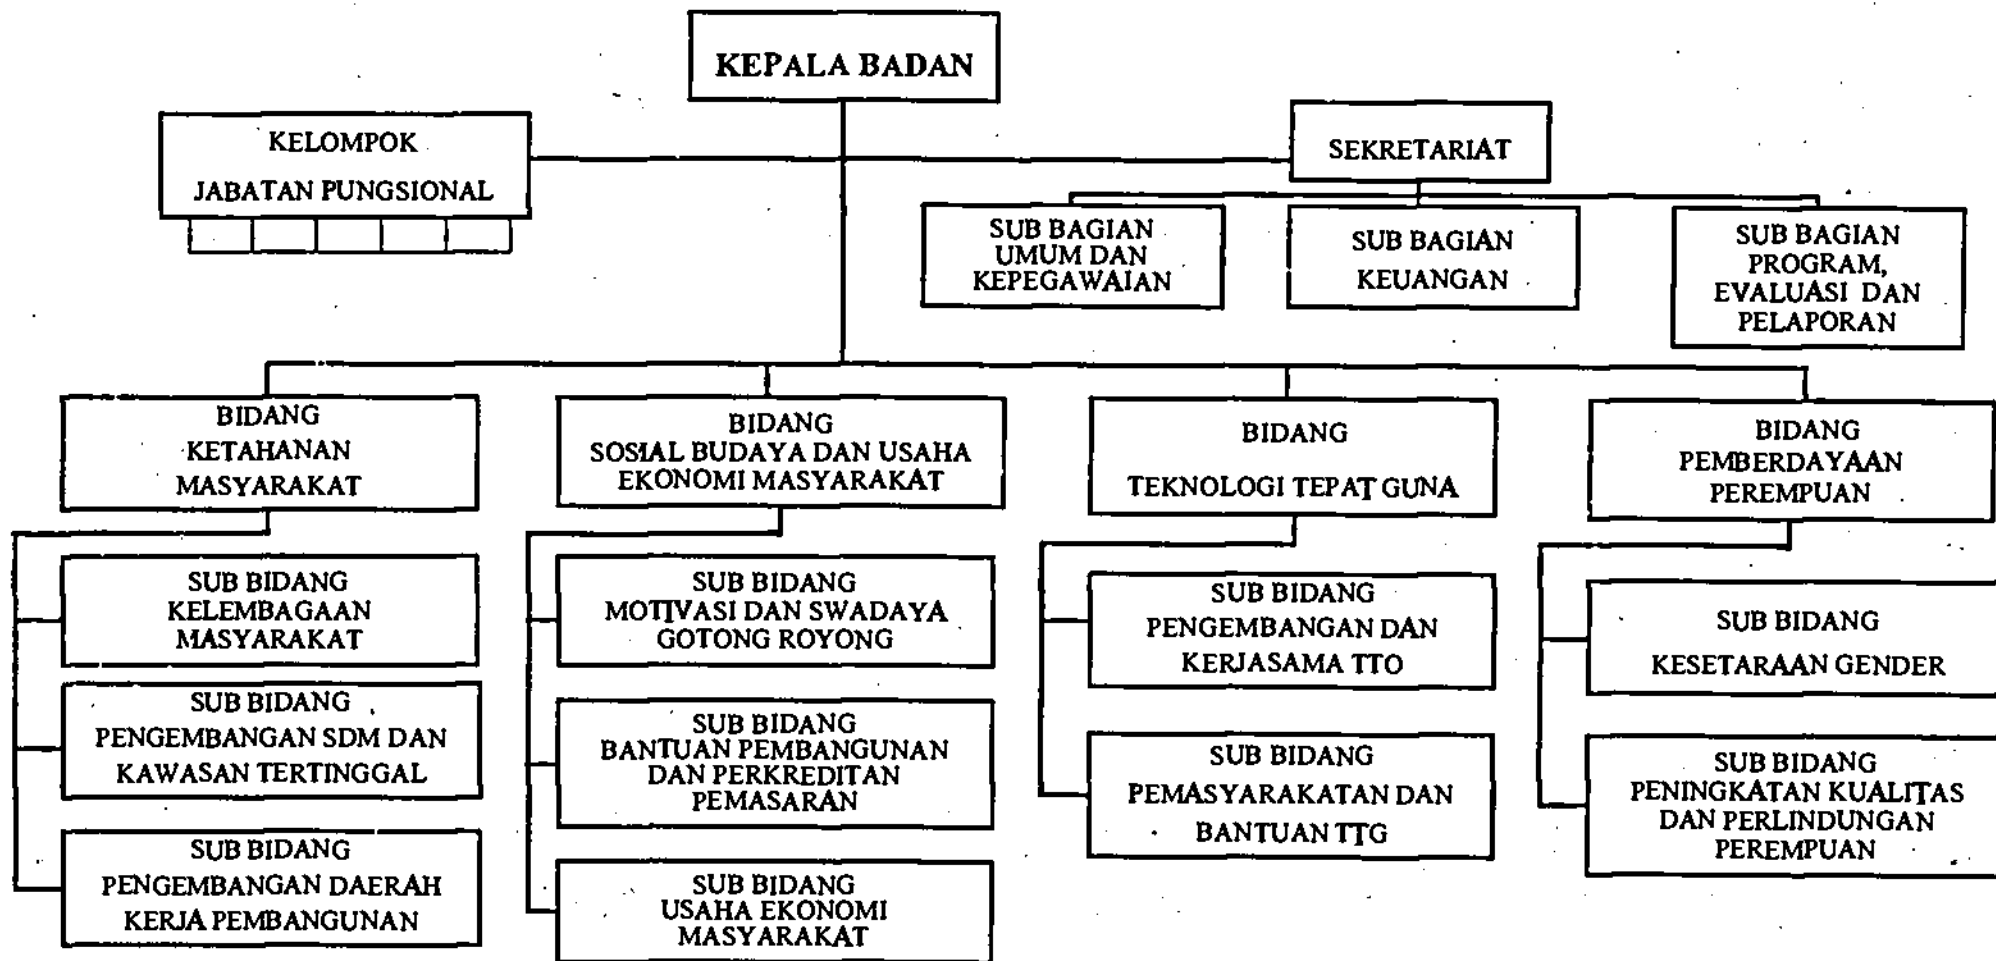 KEPALA BADAN
KELOMPOK
JABATAN PUNGSIONAL
SEKRETARIAT
SUB BAGIAN
UMUM DAN
KEPEGAWAIAN
SUB BAGIAN
KEUANGAN
SUB BAGIAN
PROGRAM,
EVALUASI DAN
PELAPORAN
BIDANG
KETAHANAN
MASYARAKAT
BIDANG
SOSIAL BUDAYA DAN USAHA
EKONOMI MASYARAKAT
BIDANG
TEKNOLOGI TEPAT GUNA
BIDANG
PEMBERDAYAAN
PEREMPUAN
SUB BIDANG
KELEMBAGAAN
MASYARAKAT
SUB BIDANG
PENGEMBANGAN SDM DAN
KAWASAN TERTINGGAL
SUB BIDANG
PENGEMBANGAN DAERAH
KERJA PEMBANGUNAN
SUB BIDANG
MOTIVASI DAN SWADAYA
GOTONG ROYONG
SUB BIDANG
BANTUAN PEMBANGUNAN
DAN PERKREDITAN
PEMASARAN
SUB BIDANG
USAHA EKONOMI
MASYARAKAT
SUB BIDANG
PENGEMBANGAN DAN
KERJASAMA TTO
SUB BIDANG
PEMASYARAKATAN DAN
BANTUAN TTG
SUB BIDANG
KESETARAAN GENDER
SUB BIDANG
PENINGKATAN KUALITAS
DAN PERLINDUNGAN
PEREMPUAN